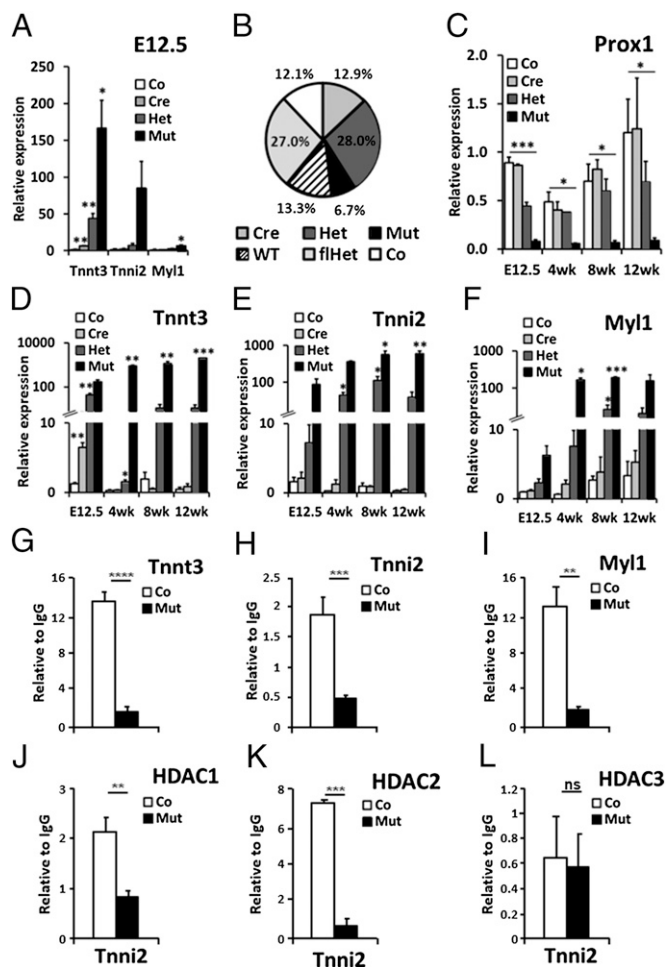 A
E12.5
Relative expression
250
200
150
100
50
0
Co
Cre
Het
Mut
**
**
*
*
Tnnt3 Tnni2 Myl1
B
12.1%
12.9%
27.0%
28.0%
13.3%
6.7%
Cre Het Mut
WT flHet Co
C
Prox1
Relative expression
2.0
1.5
1.0
0.5
0.0
Co
Cre
Het
Mut
***
*
*
*
E12.5 4wk 8wk 12wk
D
Tnnt3
Relative expression
10000
100
10
0
Co
Cre
Het
Mut
**
**
*
**
**
***
E12.5 4wk 8wk 12wk
E
Tnni2
Relative expression
1000
100
10
0
Co
Cre
Het
Mut
*
*
*
**
E12.5 4wk 8wk 12wk
F
Myl1
Relative expression
1000
100
10
0
Co
Cre
Het
Mut
*
*
***
E12.5 4wk 8wk 12wk
G
Tnnt3
Relative to IgG
16
12
8
4
0
****
Co
Mut
H
Tnni2
Relative to IgG
2.5
2
1.5
1
0.5
0
***
Co
Mut
I
Myl1
Relative to IgG
16
12
8
4
0
**
Co
Mut
J
HDAC1
Relative to IgG
3
2
1
0
**
Co
Mut
Tnni2
K
HDAC2
Relative to IgG
8
6
4
2
0
***
Co
Mut
Tnni2
L
HDAC3
Relative to IgG
1.2
1
0.8
0.6
0.4
0.2
0
ns
Co
Mut
Tnni2